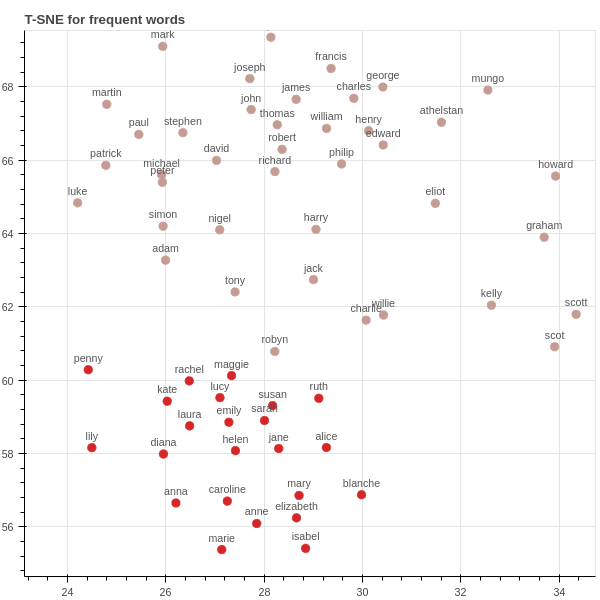 T-SNE for frequent words
mark
francis
joseph
george
mungo
charles
james
martin
john
athelstan
thomas
william
henry
paul
stephen
edward
robert
david
philip
patrick
michael
richard
howard
peter
luke
eliot
simon
nigel
harry
graham
adam
jack
tony
kelly
scott
willie
charlie
scot
robyn
penny
maggie
rachel
kate
lucy
susan
ruth
laura
emily
sarah
lily
diana
helen
jane
alice
anna
caroline
mary
blanche
anne
elizabeth
marie
isabel
68
66
64
62
60
58
56
24 26 28 30 32 34